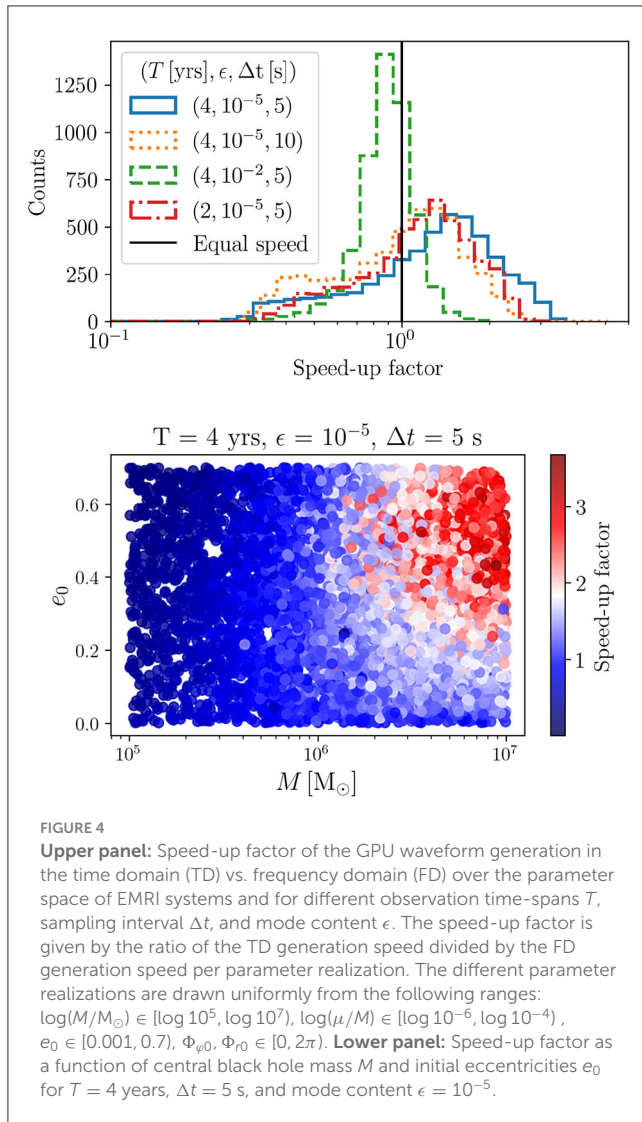 (T [yrs], ϵ, Δt [s])
(4, 10⁻⁵, 5)
(4, 10⁻⁵, 10)
(4, 10⁻², 5)
(2, 10⁻⁵, 5)
Equal speed
Counts
1250
1000
750
500
250
0
10⁻¹
10⁰
Speed-up factor
T = 4 yrs, ϵ = 10⁻⁵, Δt = 5 s
e₀
0.6
0.4
0.2
0.0
10⁵
10⁶
10⁷
M [M⊙]
3
2
1
Speed-up factor
FIGURE 4
Upper panel: Speed-up factor of the GPU waveform generation in
the time domain (TD) vs. frequency domain (FD) over the parameter
space of EMRI systems and for different observation time-spans T,
sampling interval Δt, and mode content ϵ. The speed-up factor is
given by the ratio of the TD generation speed divided by the FD
generation speed per parameter realization. The different parameter
realizations are drawn uniformly from the following ranges:
log(M/M⊙) ∈ [log 10⁵, log 10⁷), log(μ/M) ∈ [log 10⁻⁶, log 10⁻⁴) ,
e₀ ∈ [0.001, 0.7), Φφ0, Φr0 ∈ [0, 2π). Lower panel: Speed-up factor as
a function of central black hole mass M and initial eccentricities e₀
for T = 4 years, Δt = 5 s, and mode content ϵ = 10⁻⁵.